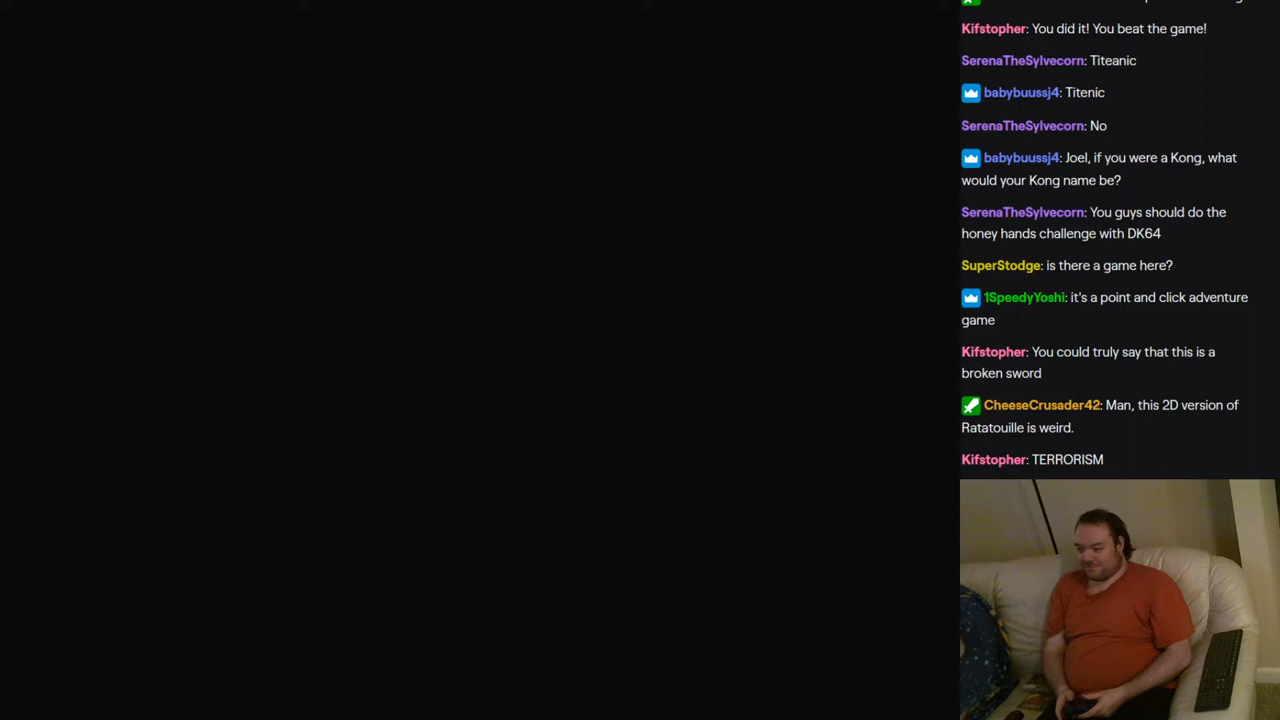 Kifstopher: You did it! You beat the game!
SerenaTheSylvecorn: Titeanic
babybuussj4: Titenic
SerenaTheSylvecorn: No
babybuussj4: Joel, if you were a Kong, what
would your Kong name be?
SerenaTheSylvecorn: You guys should do the
honey hands challenge with DK64
SuperStodge: is there a game here?
1SpeedyYoshi: it's a point and click adventure
game
Kifstopher: You could truly say that this is a
broken sword
CheeseCrusader42: Man, this 2D version of
Ratatouille is weird.
Kifstopher: TERRORISM